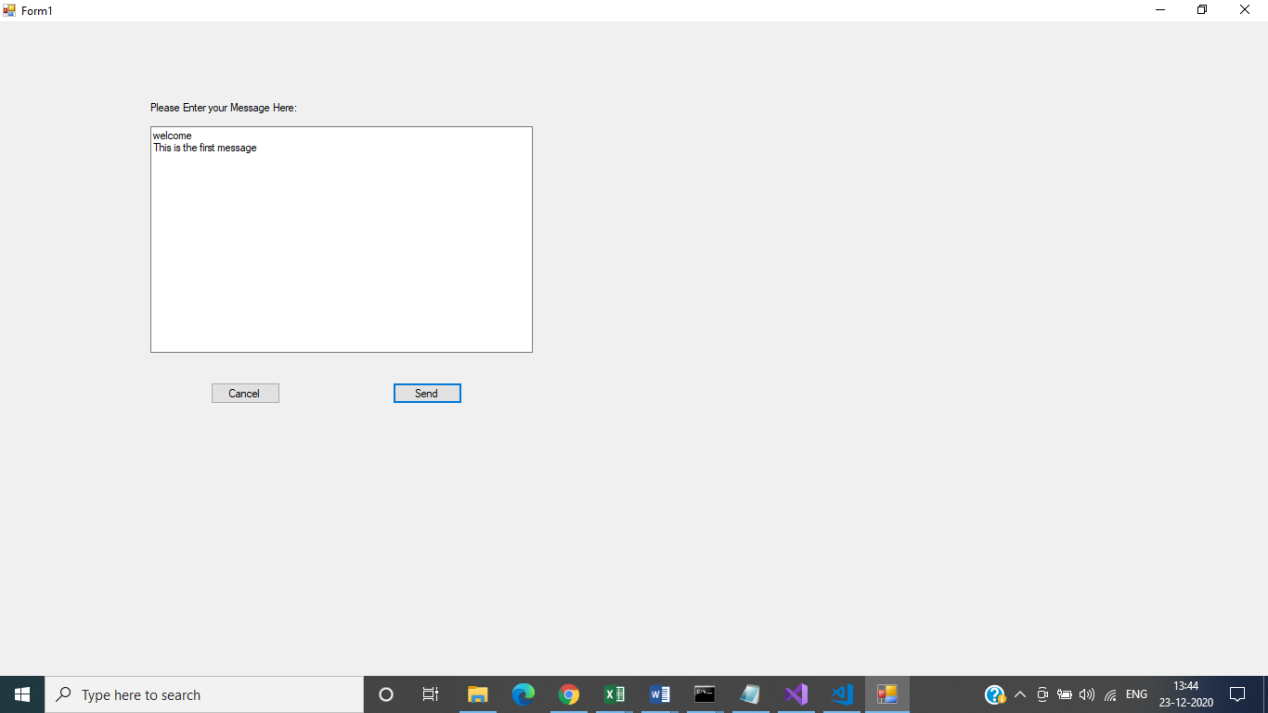 Form1
Please Enter your Message Here:
welcome
This is the first message
Cancel
Send
Type here to search
ENG
13:44
23-12-2020